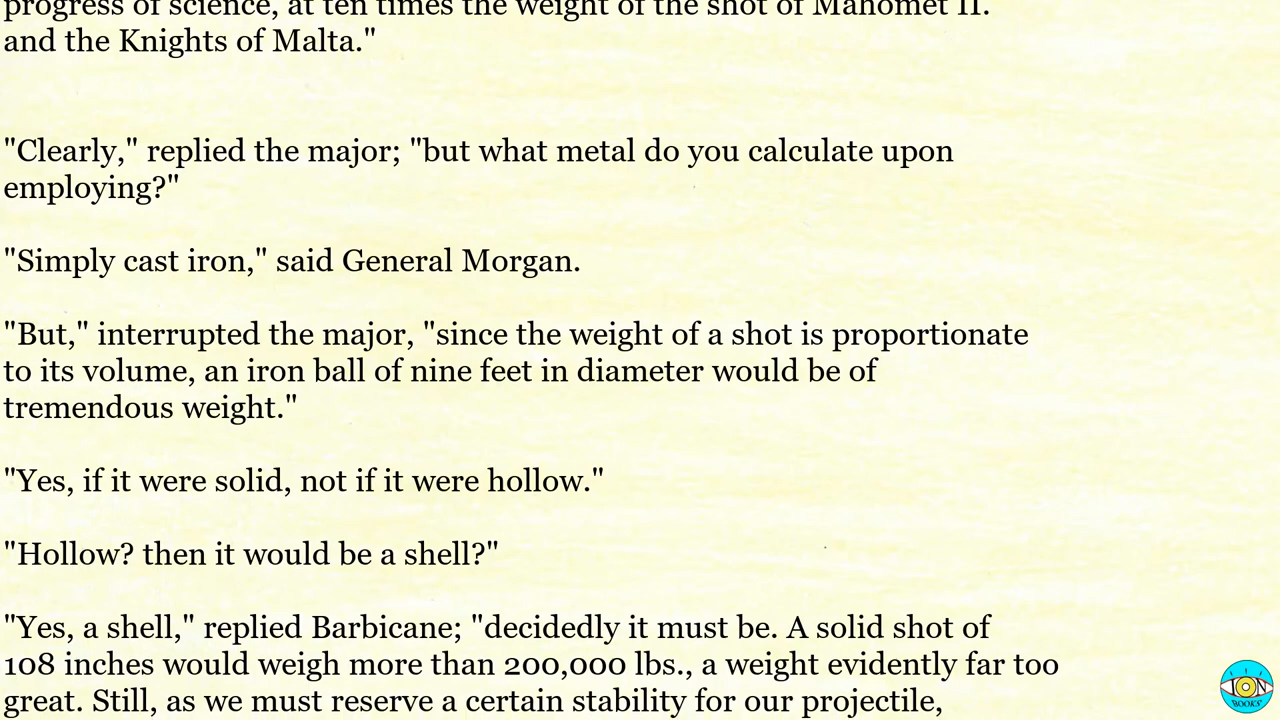 progress of science, at ten times the weight of the shot of Mahomet II.
and the Knights of Malta."
"Clearly," replied the major; "but what metal do you calculate upon
employing?"
"Simply cast iron," said General Morgan.
"But," interrupted the major, "since the weight of a shot is proportionate
to its volume, an iron ball of nine feet in diameter would be of
tremendous weight."
"Yes, if it were solid, not if it were hollow."
"Hollow? then it would be a shell?"
"Yes, a shell," replied Barbicane; "decidedly it must be. A solid shot of
108 inches would weigh more than 200,000 lbs., a weight evidently far too
great. Still, as we must reserve a certain stability for our projectile,
ION
BOOKS